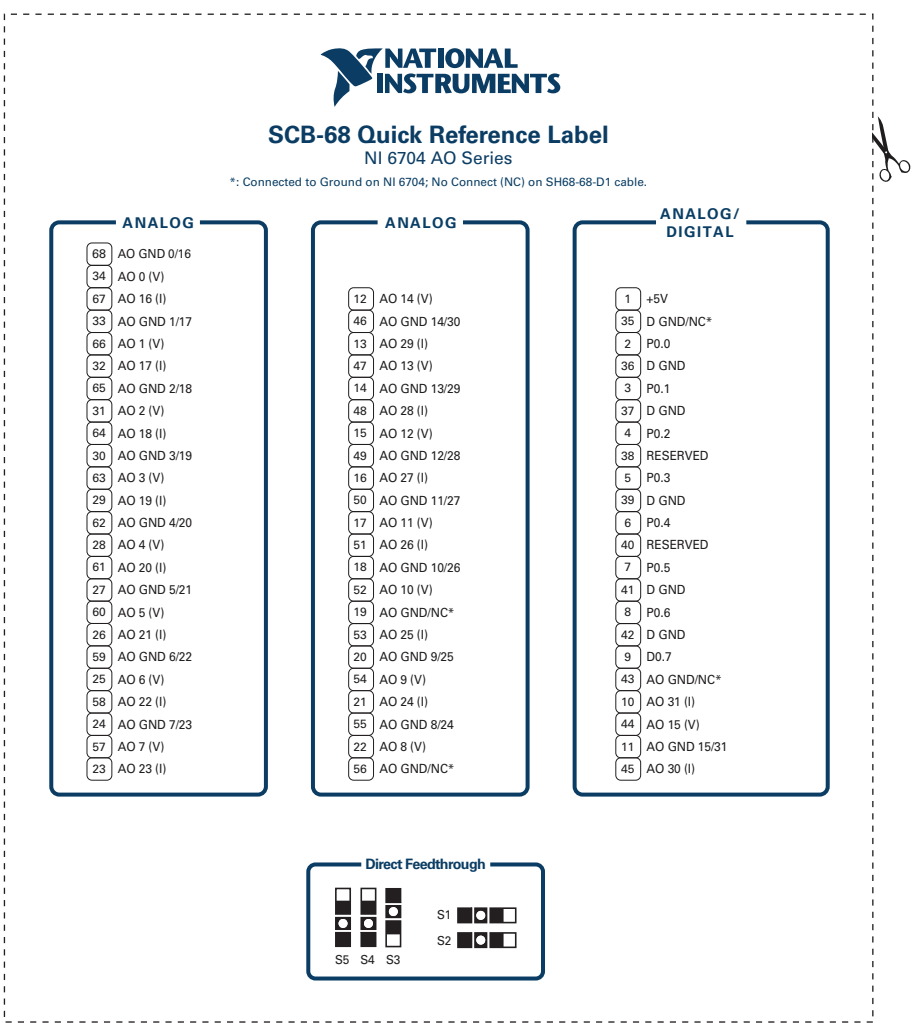 NATIONAL
INSTRUMENTS
SCB-68 Quick Reference Label
NI 6704 AO Series
*: Connected to Ground on NI 6704; No Connect (NC) on SH68-68-D1 cable.
ANALOG
68 AO GND 0/16
34 AO 0 (V)
67 AO 16 (I)
33 AO GND 1/17
66 AO 1 (V)
32 AO 17 (I)
65 AO GND 2/18
31 AO 2 (V)
64 AO 18 (I)
30 AO GND 3/19
63 AO 3 (V)
29 AO 19 (I)
62 AO GND 4/20
28 AO 4 (V)
61 AO 20 (I)
27 AO GND 5/21
60 AO 5 (V)
26 AO 21 (I)
59 AO GND 6/22
25 AO 6 (V)
58 AO 22 (I)
24 AO GND 7/23
57 AO 7 (V)
23 AO 23 (I)
ANALOG
12 AO 14 (V)
46 AO GND 14/30
13 AO 29 (I)
47 AO 13 (V)
14 AO GND 13/29
48 AO 28 (I)
15 AO 12 (V)
49 AO GND 12/28
16 AO 27 (I)
50 AO GND 11/27
17 AO 11 (V)
51 AO 26 (I)
18 AO GND 10/26
52 AO 10 (V)
19 AO GND/NC*
53 AO 25 (I)
20 AO GND 9/25
54 AO 9 (V)
21 AO 24 (I)
55 AO GND 8/24
22 AO 8 (V)
56 AO GND/NC*
ANALOG/
DIGITAL
1 +5V
35 D GND/NC*
2 P0.0
36 D GND
3 P0.1
37 D GND
4 P0.2
38 RESERVED
5 P0.3
39 D GND
6 P0.4
40 RESERVED
7 P0.5
41 D GND
8 P0.6
42 D GND
9 D0.7
43 AO GND/NC*
10 AO 31 (I)
44 AO 15 (V)
11 AO GND 15/31
45 AO 30 (I)
Direct Feedthrough
S1
S2
S5 S4 S3